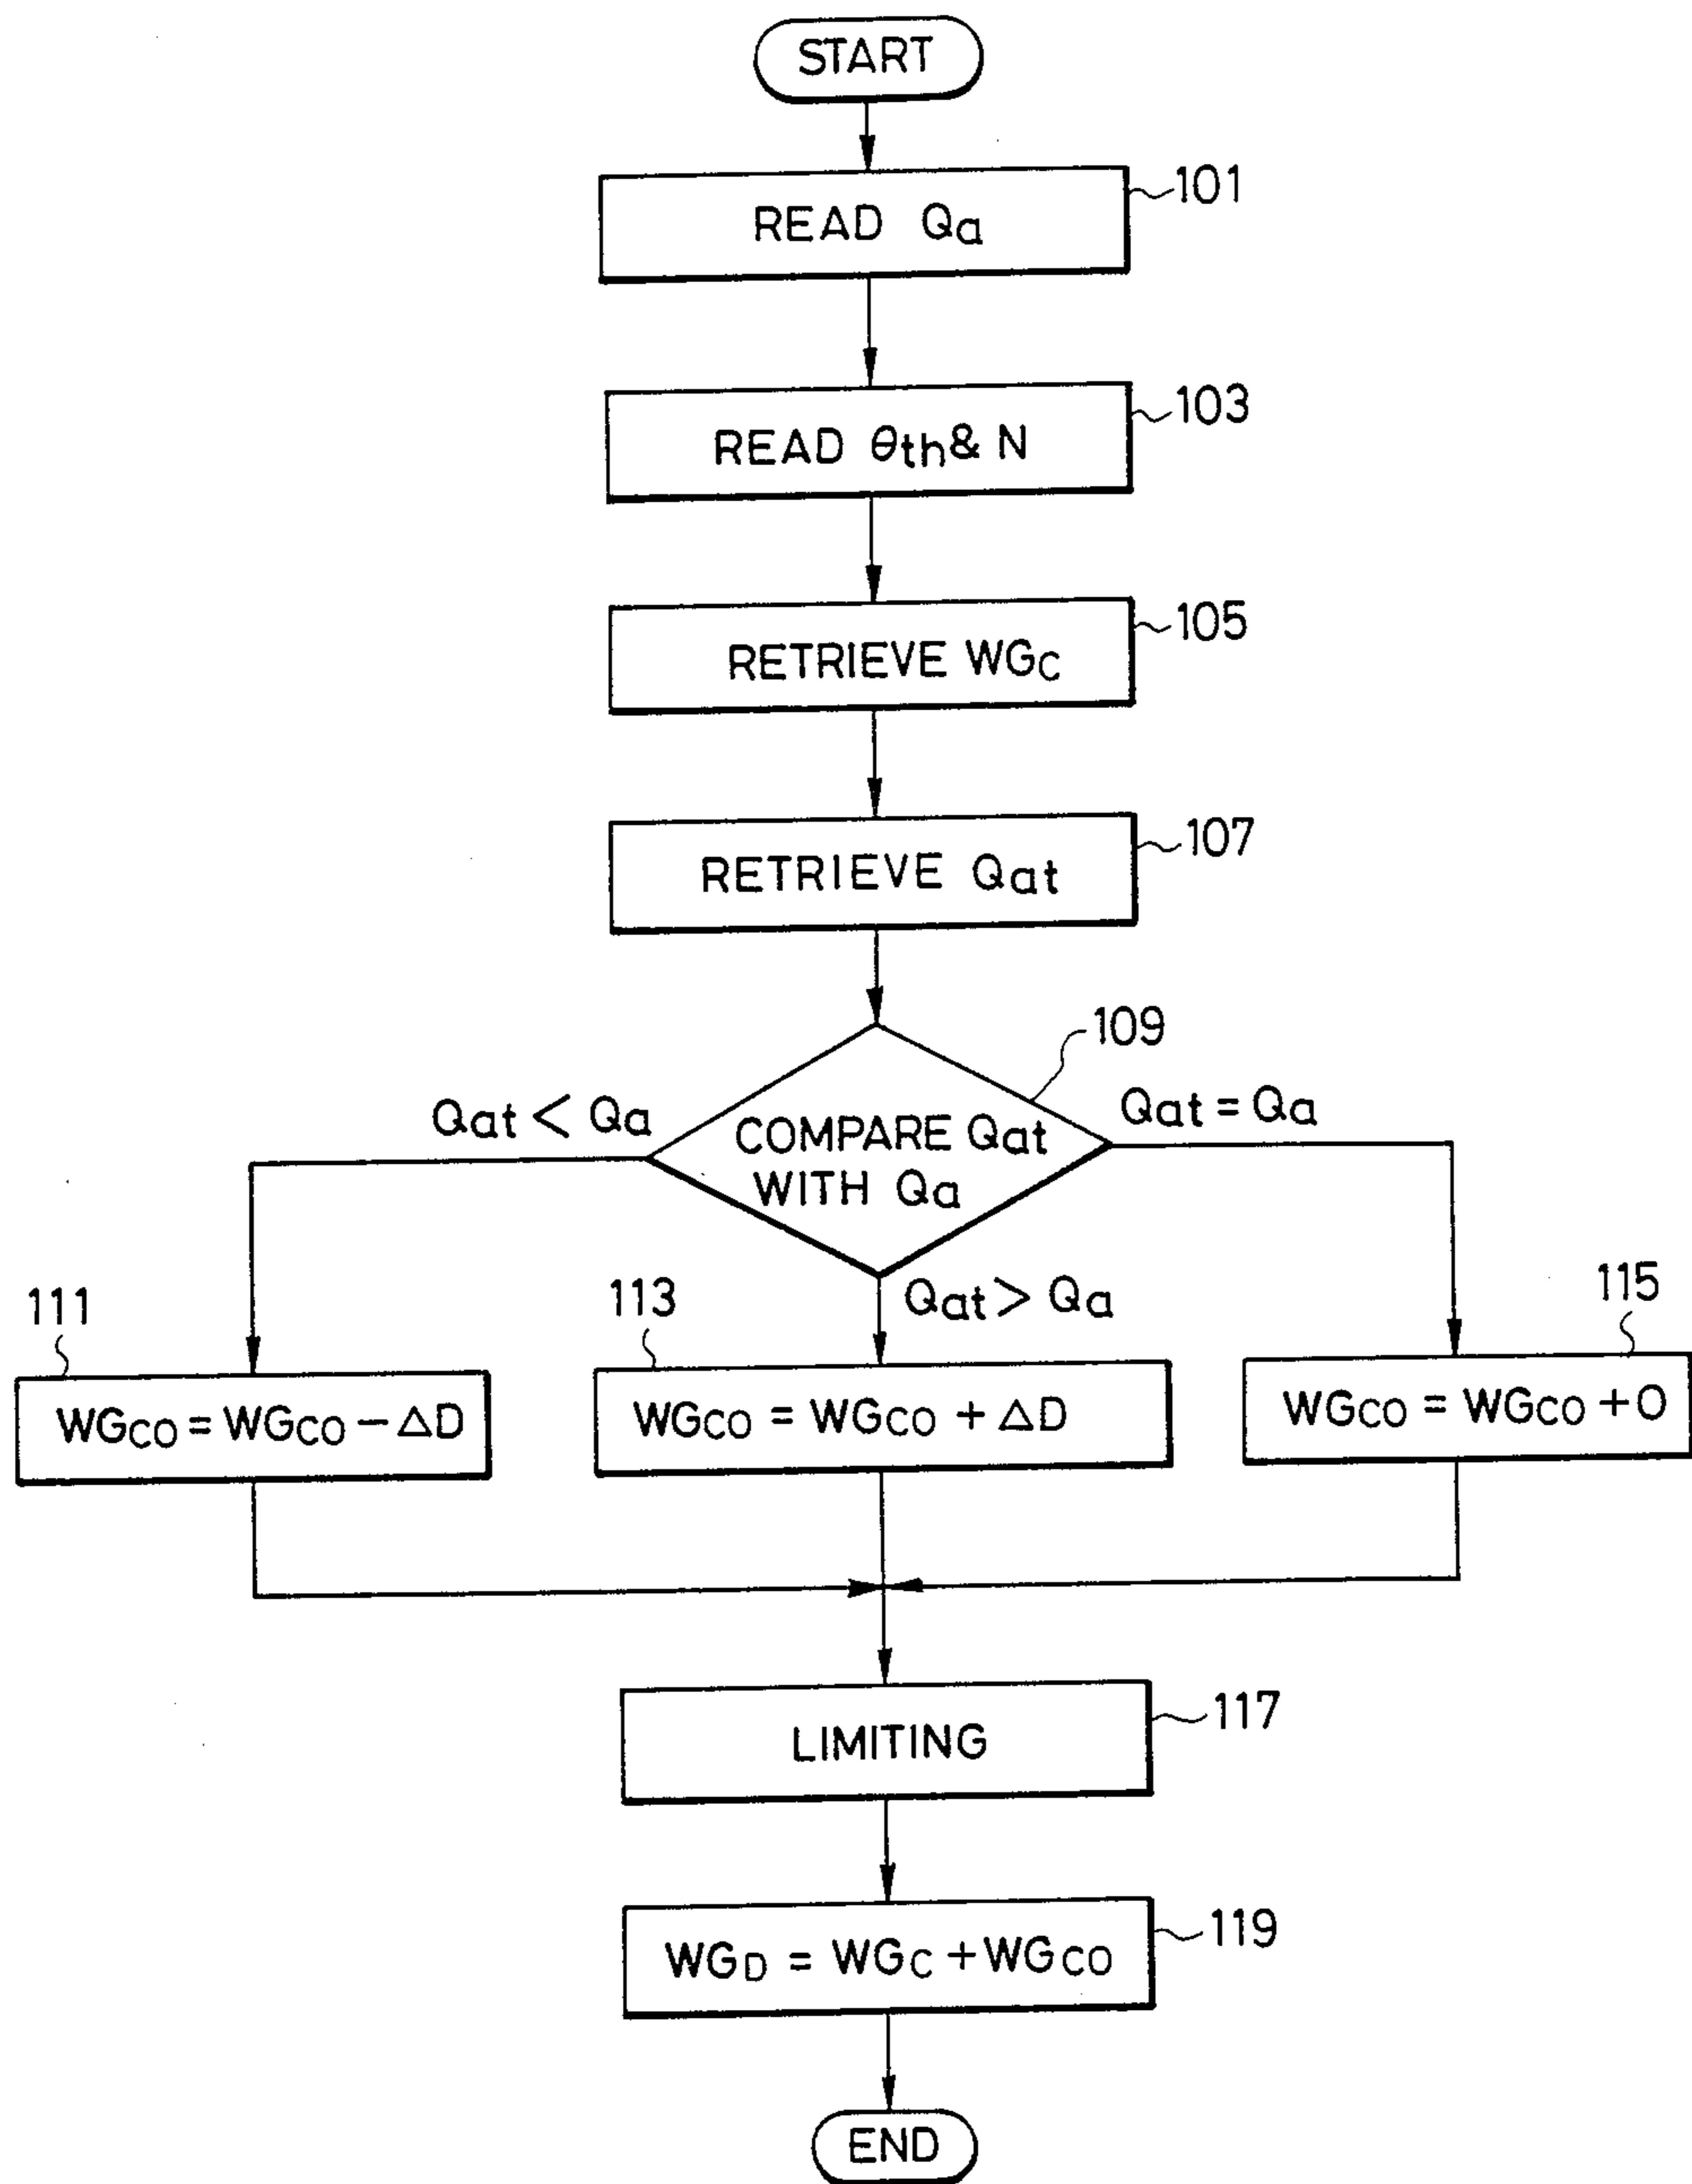 START
101
READ Qa
103
READ θth & N
105
RETRIEVE WGC
107
RETRIEVE Qat
109
Qat < Qa
Qat = Qa
COMPARE Qat
WITH Qa
Qat > Qa
111
113
115
WGCO = WGCO − ΔD
WGCO = WGCO + ΔD
WGCO = WGCO + 0
117
LIMITING
119
WGD = WGC + WGCO
END